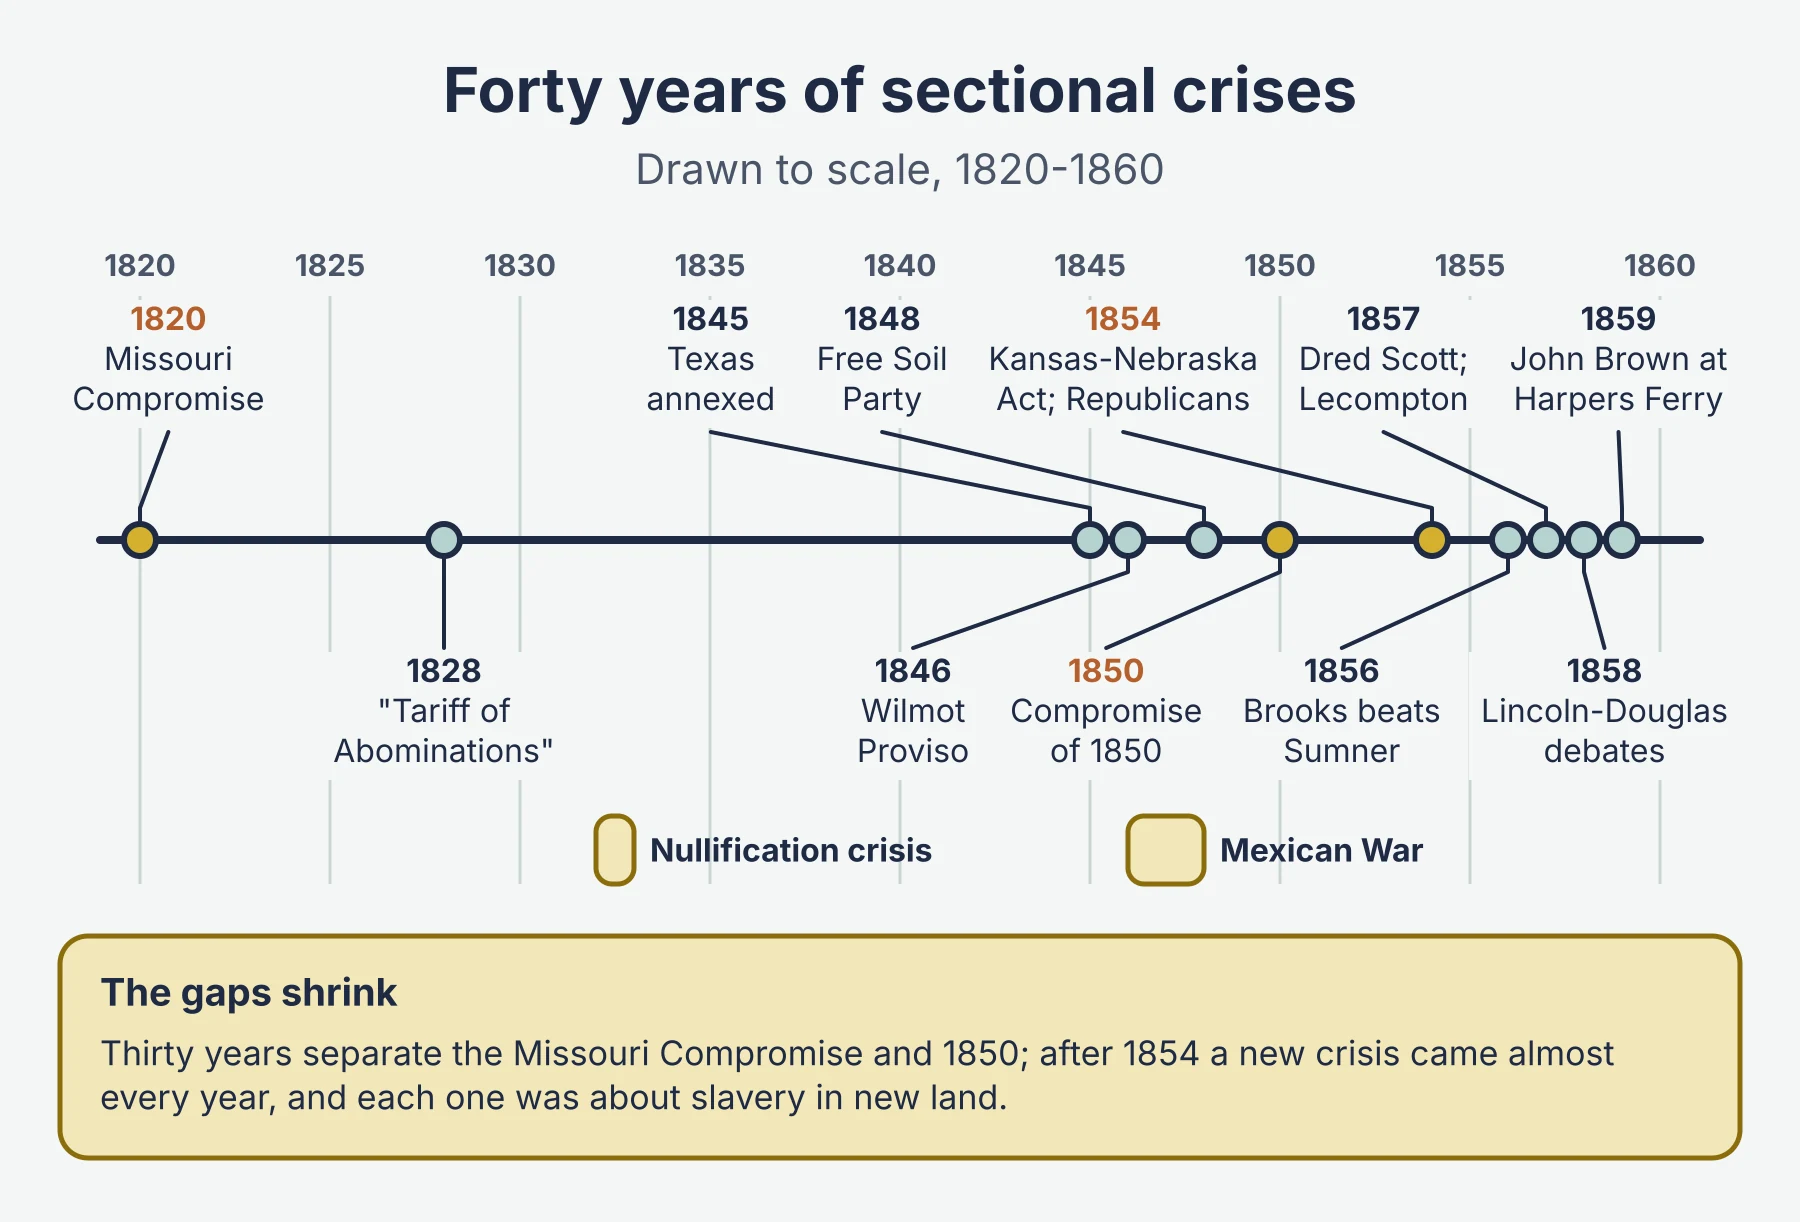 Forty years of sectional crises
Drawn to scale, 1820-1860
1820 1825 1830 1835 1840 1845 1850 1855 1860
1820
Missouri
Compromise
1845
Texas
annexed
1848
Free Soil
Party
1854
Kansas-Nebraska
Act; Republicans
1857
Dred Scott;
Lecompton
1859
John Brown at
Harpers Ferry
1828
"Tariff of
Abominations"
1846
Wilmot
Proviso
1850
Compromise
of 1850
1856
Brooks beats
Sumner
1858
Lincoln-Douglas
debates
Nullification crisis
Mexican War
The gaps shrink
Thirty years separate the Missouri Compromise and 1850; after 1854 a new crisis came almost
every year, and each one was about slavery in new land.